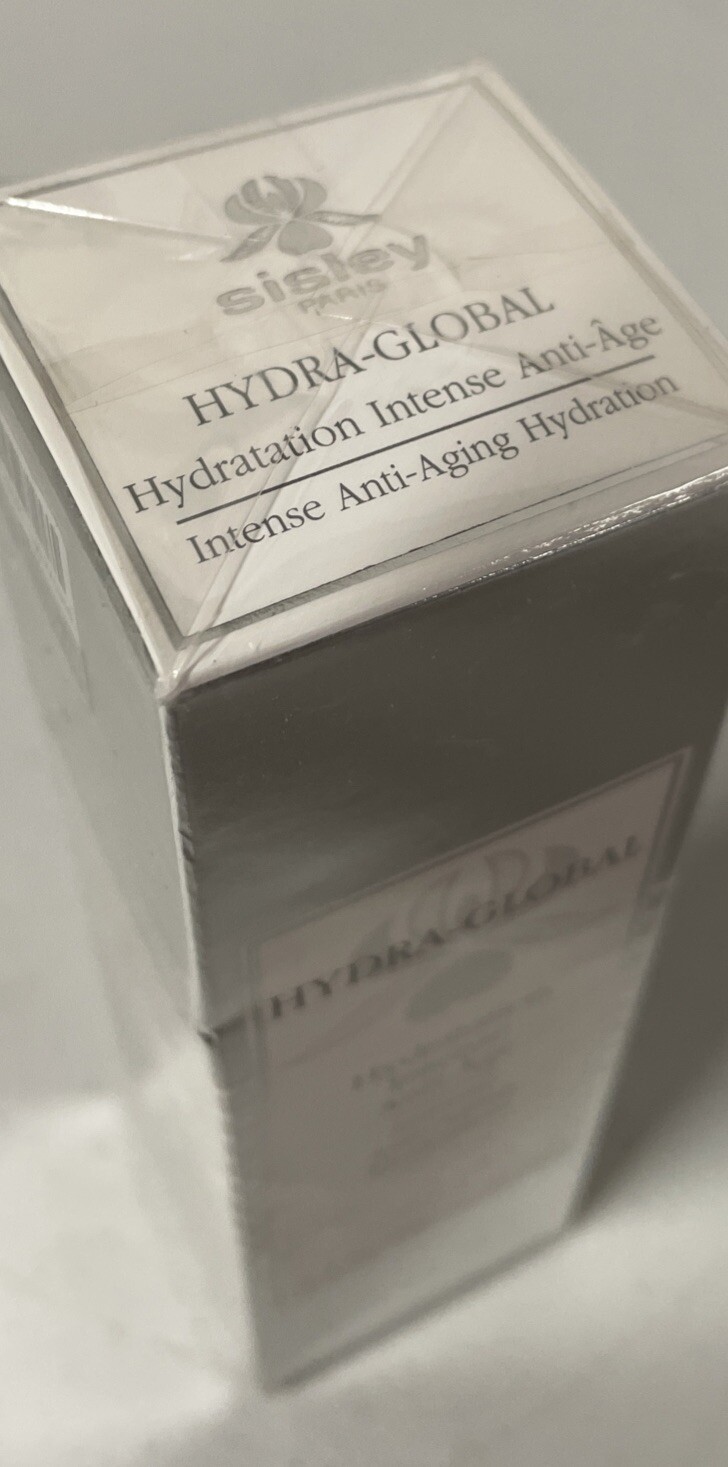 sisley
PARIS
HYDRA-GLOBAL
Hydratation Intense Anti-Âge
Intense Anti-Aging Hydration
HYDRA-GLOBAL